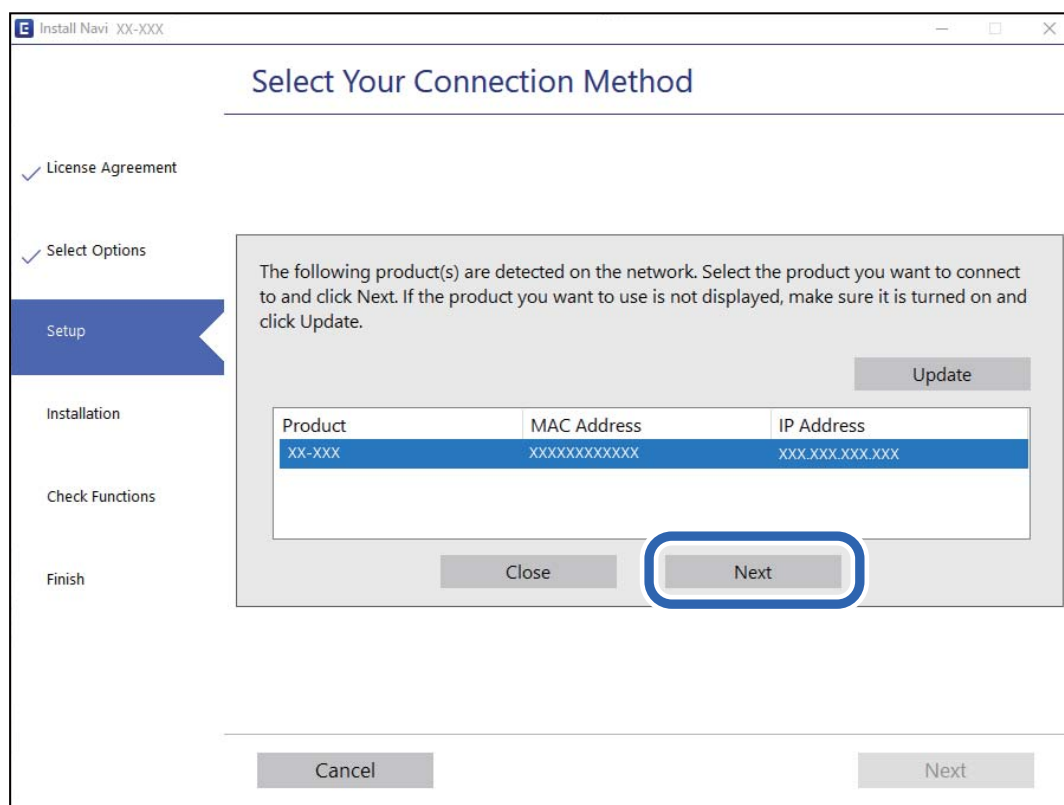 E Install Navi XX-XXX
Select Your Connection Method
License Agreement
Select Options
Setup
Installation
Check Functions
Finish
The following product(s) are detected on the network. Select the product you want to connect
to and click Next. If the product you want to use is not displayed, make sure it is turned on and
click Update.
Update
Product MAC Address IP Address
XX-XXX XXXXXXXXXXXX XXX.XXX.XXX.XXX
Close Next
Cancel Next